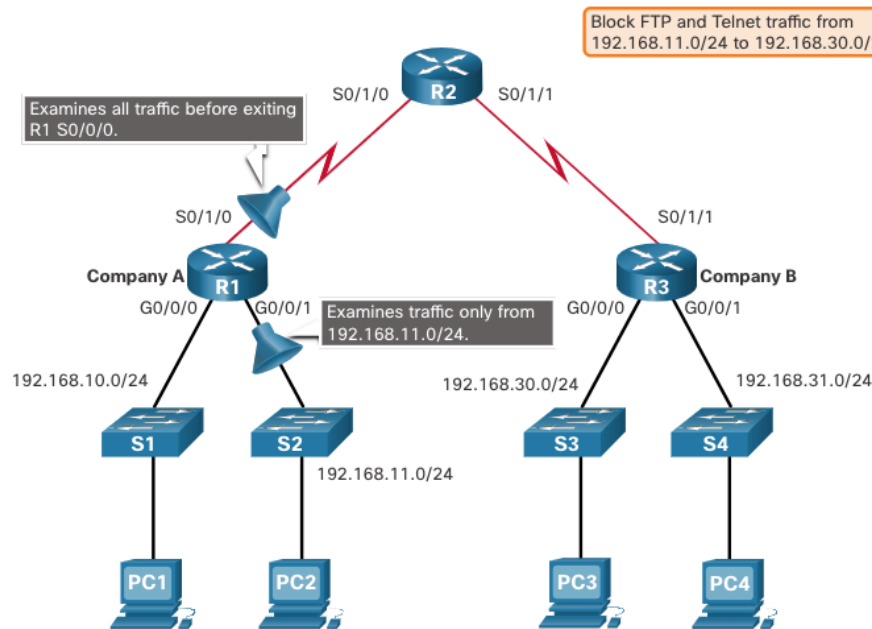 Block FTP and Telnet traffic from
192.168.11.0/24 to 192.168.30.0/
R2
S0/1/0
S0/1/1
Examines all traffic before exiting
R1 S0/0/0.
S0/1/0
S0/1/1
Company A
R1
R3
Company B
G0/0/0
G0/0/1
G0/0/0
G0/0/1
Examines traffic only from
192.168.11.0/24.
192.168.10.0/24
192.168.30.0/24
192.168.31.0/24
S1
S2
S3
S4
192.168.11.0/24
PC1
PC2
PC3
PC4